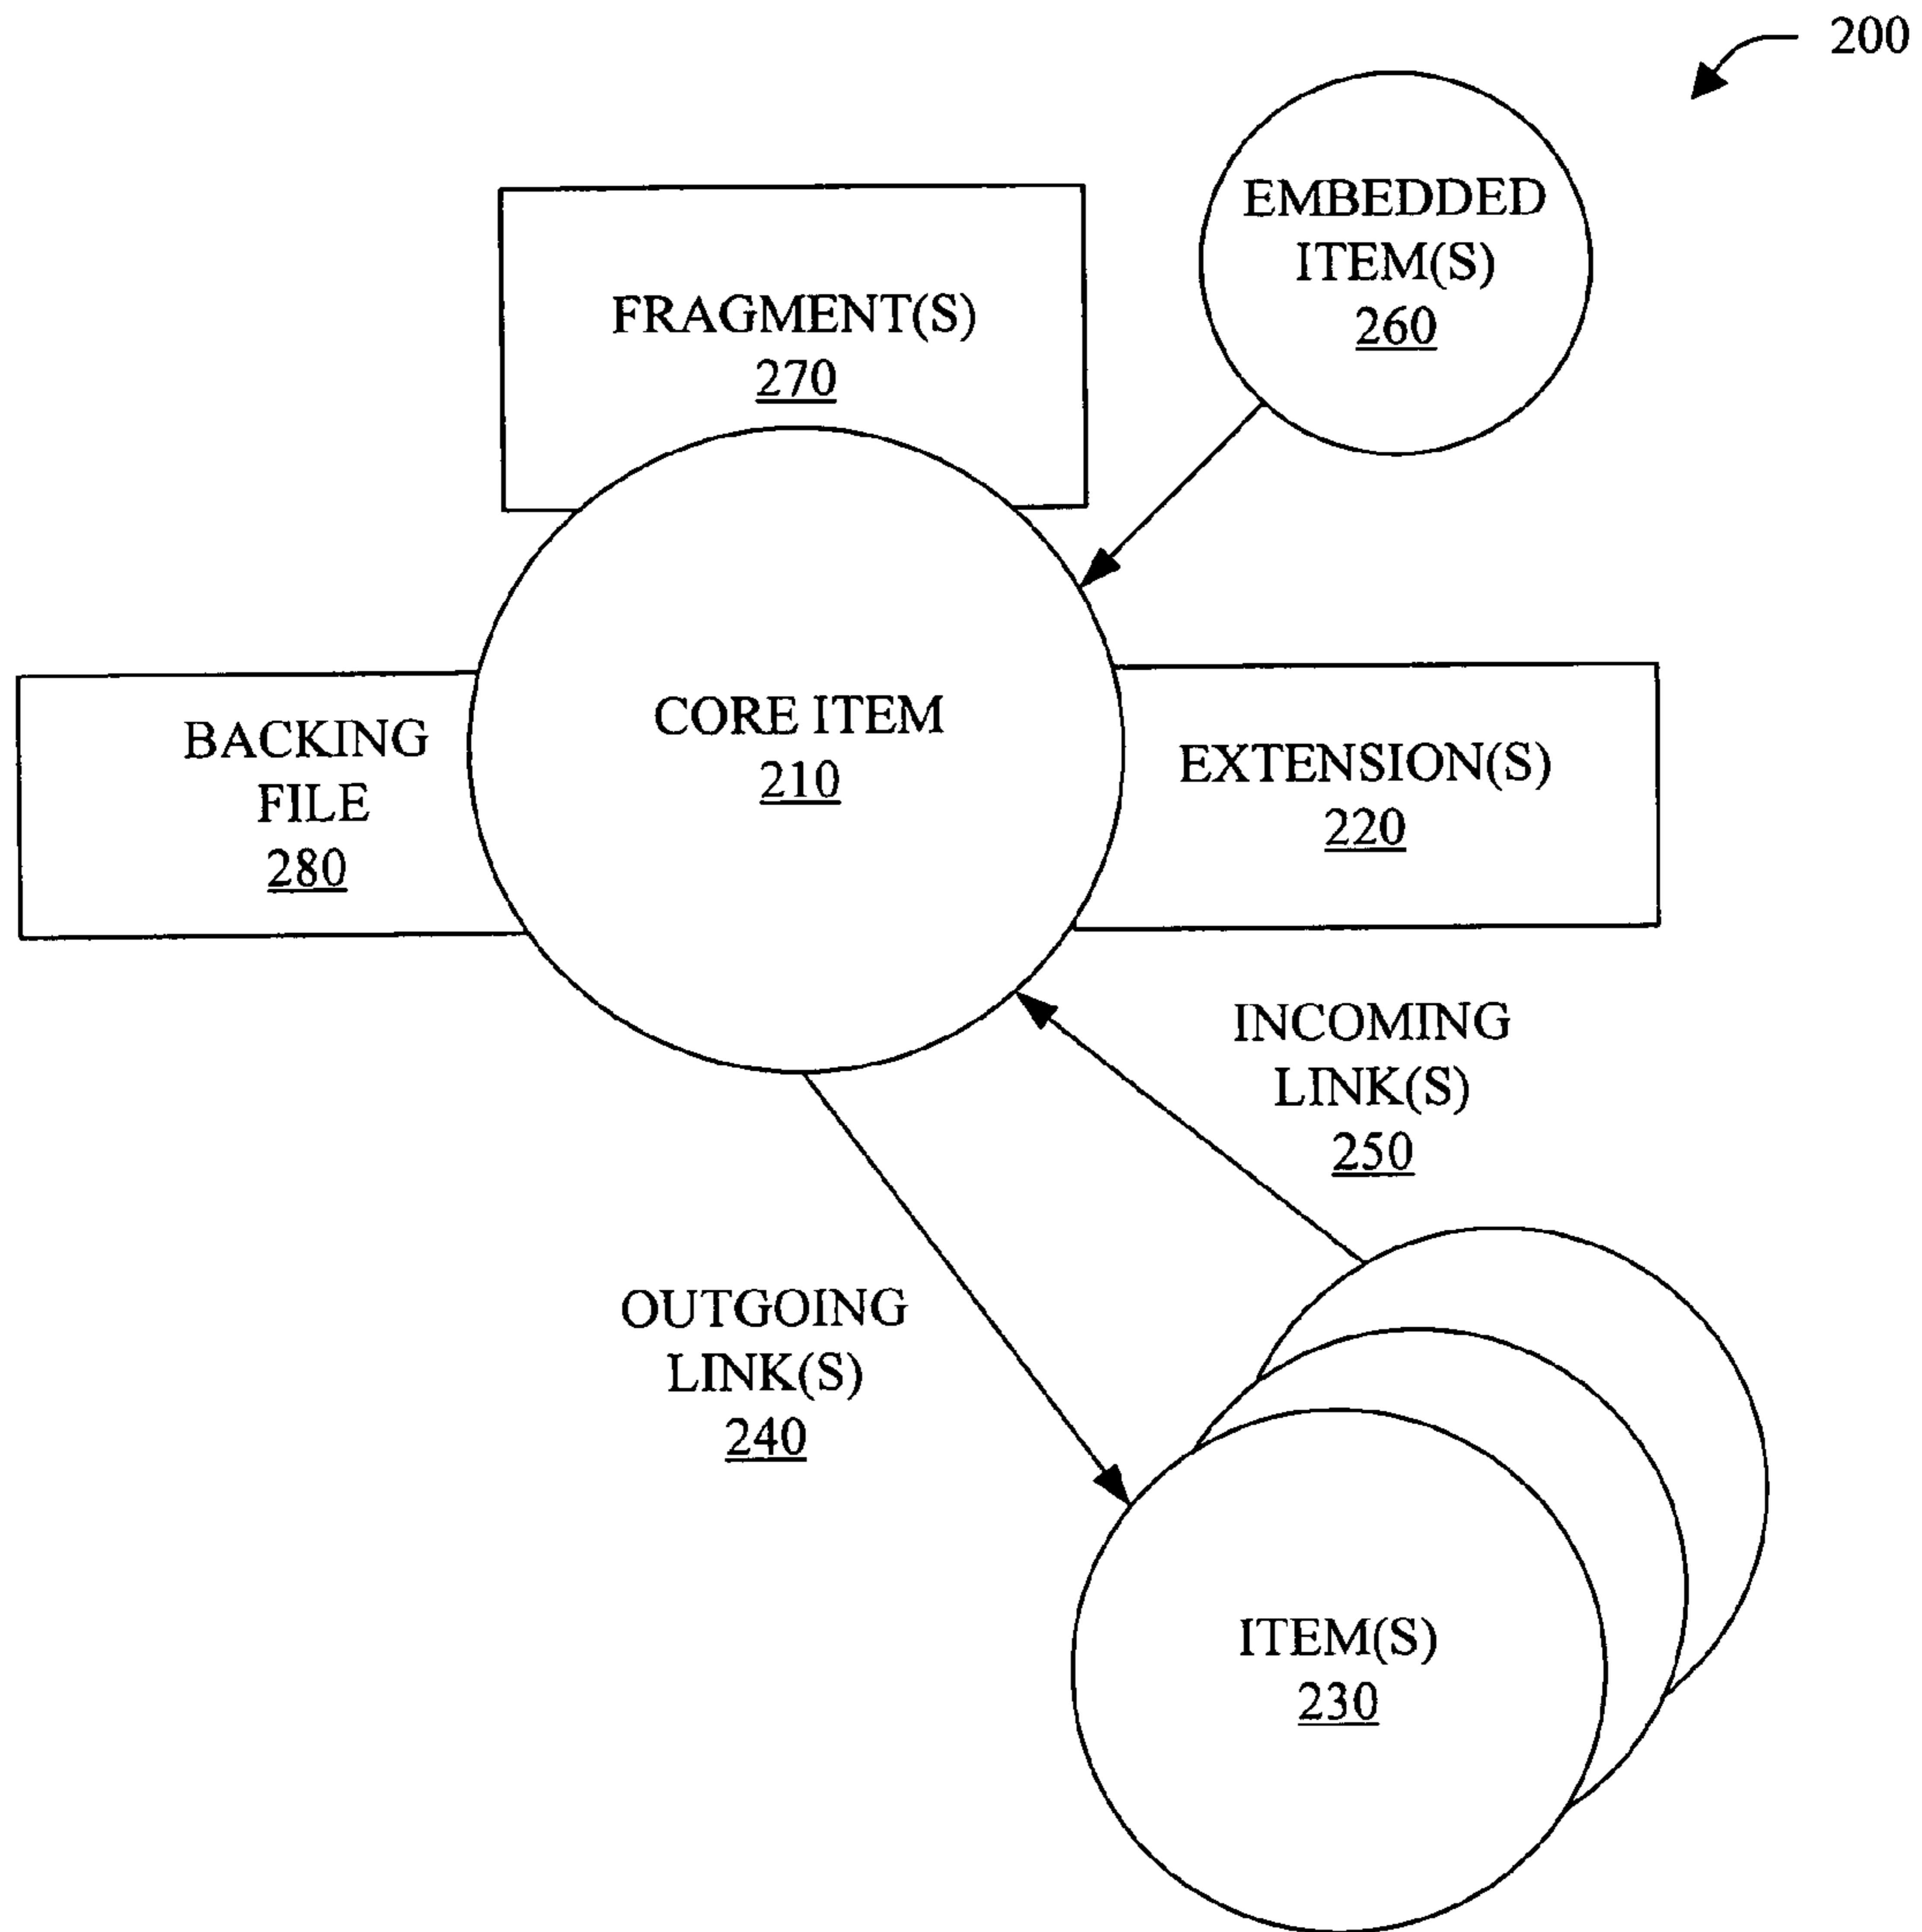 200
EMBEDDED
ITEM(S)
260
FRAGMENT(S)
270
CORE ITEM
210
BACKING
FILE
280
EXTENSION(S)
220
INCOMING
LINK(S)
250
OUTGOING
LINK(S)
240
ITEM(S)
230